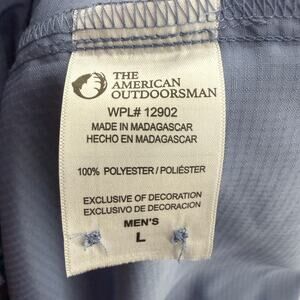 THE
AMERICAN
OUTDOORSMAN
WPL# 12902
MADE IN MADAGASCAR
HECHO EN MADAGASCAR
100% POLYESTER / POLIÉSTER
EXCLUSIVE OF DECORATION
EXCLUSIVO DE DECORACION
MEN'S
L